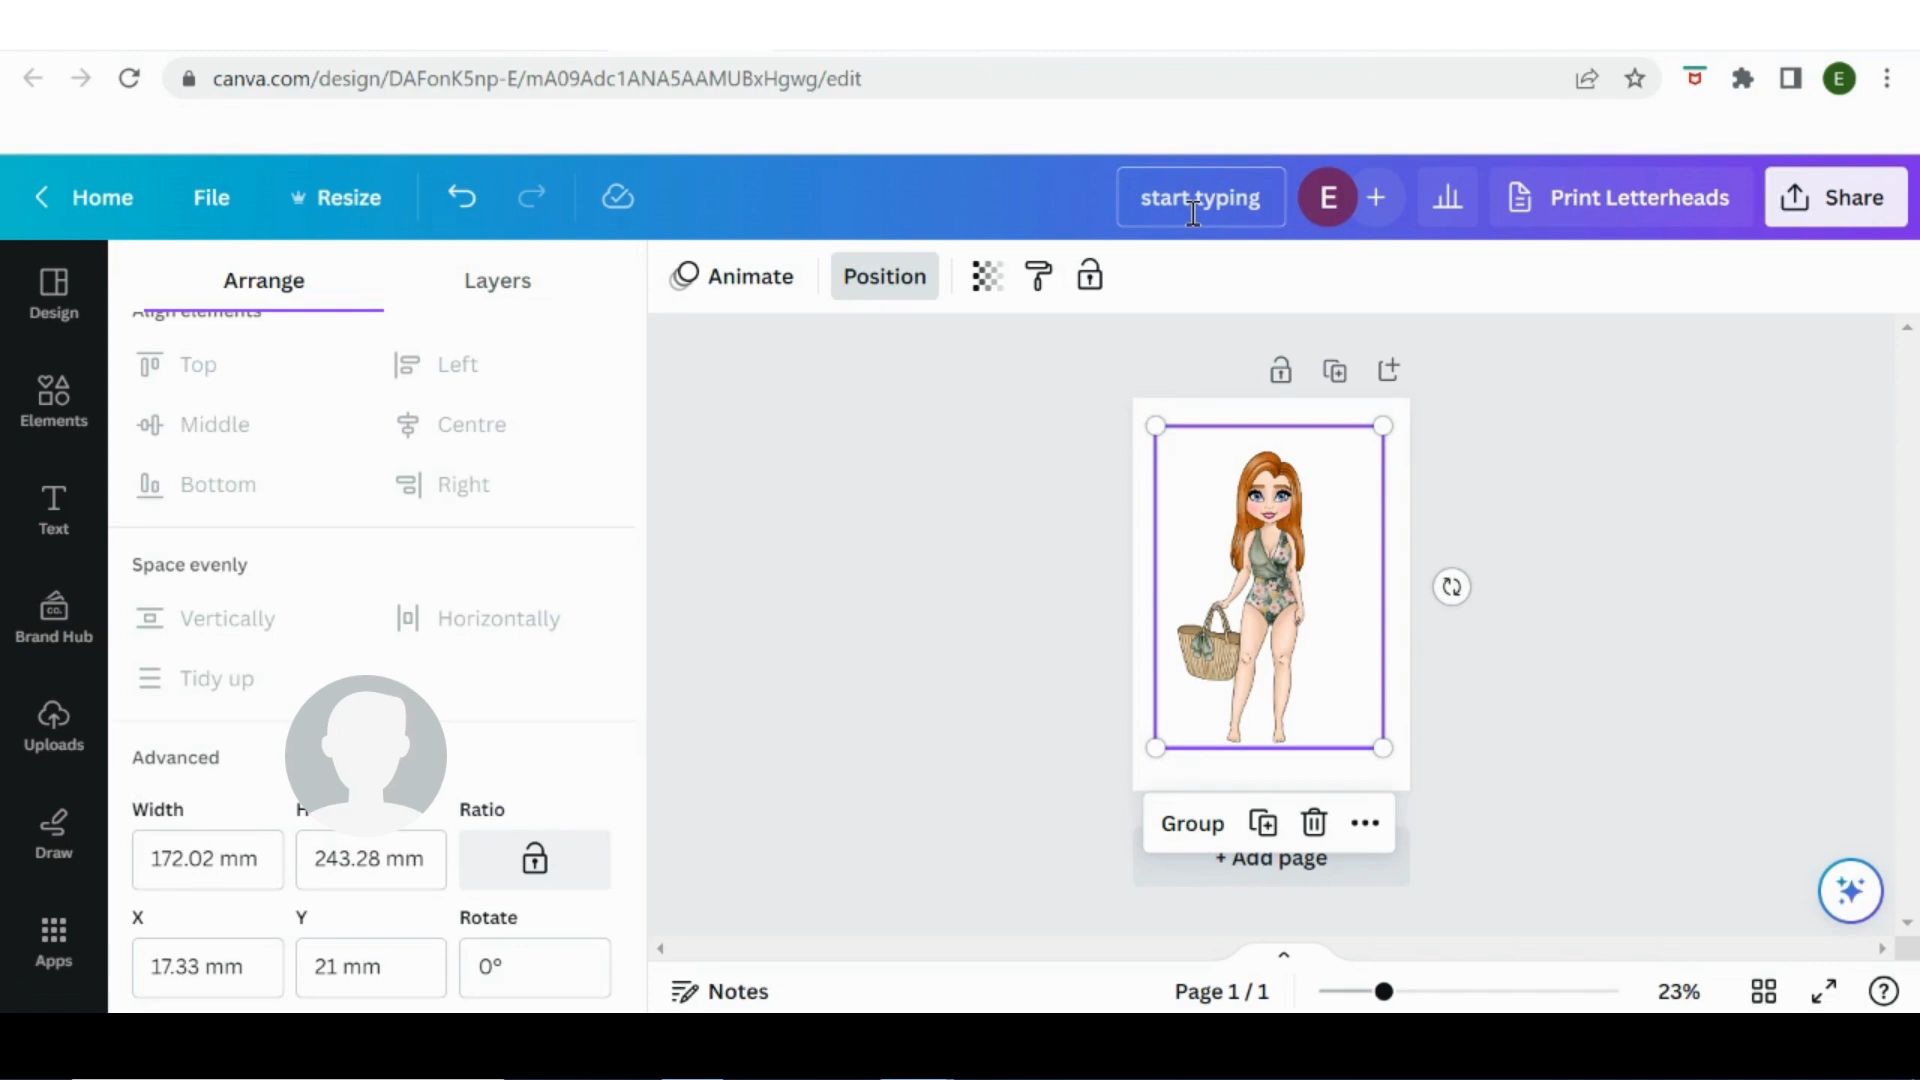 canva.com/design/DAFonK5np-E/mA09Adc1ANA5AAMUBxHgwg/edit
E
Home
File
Resize
start typing
E
+
Print Letterheads
Share
Design
Elements
Text
Brand Hub
CO.
Uploads
Draw
Apps
Arrange
Layers
Align elements
Top
Left
Middle
Centre
Bottom
Right
Space evenly
Vertically
Horizontally
Tidy up
Advanced
Width
H
Ratio
172.02 mm
243.28 mm
X
Y
Rotate
17.33 mm
21 mm
0°
Animate
Position
Group
+ Add page
Notes
Page 1 / 1
23%
?